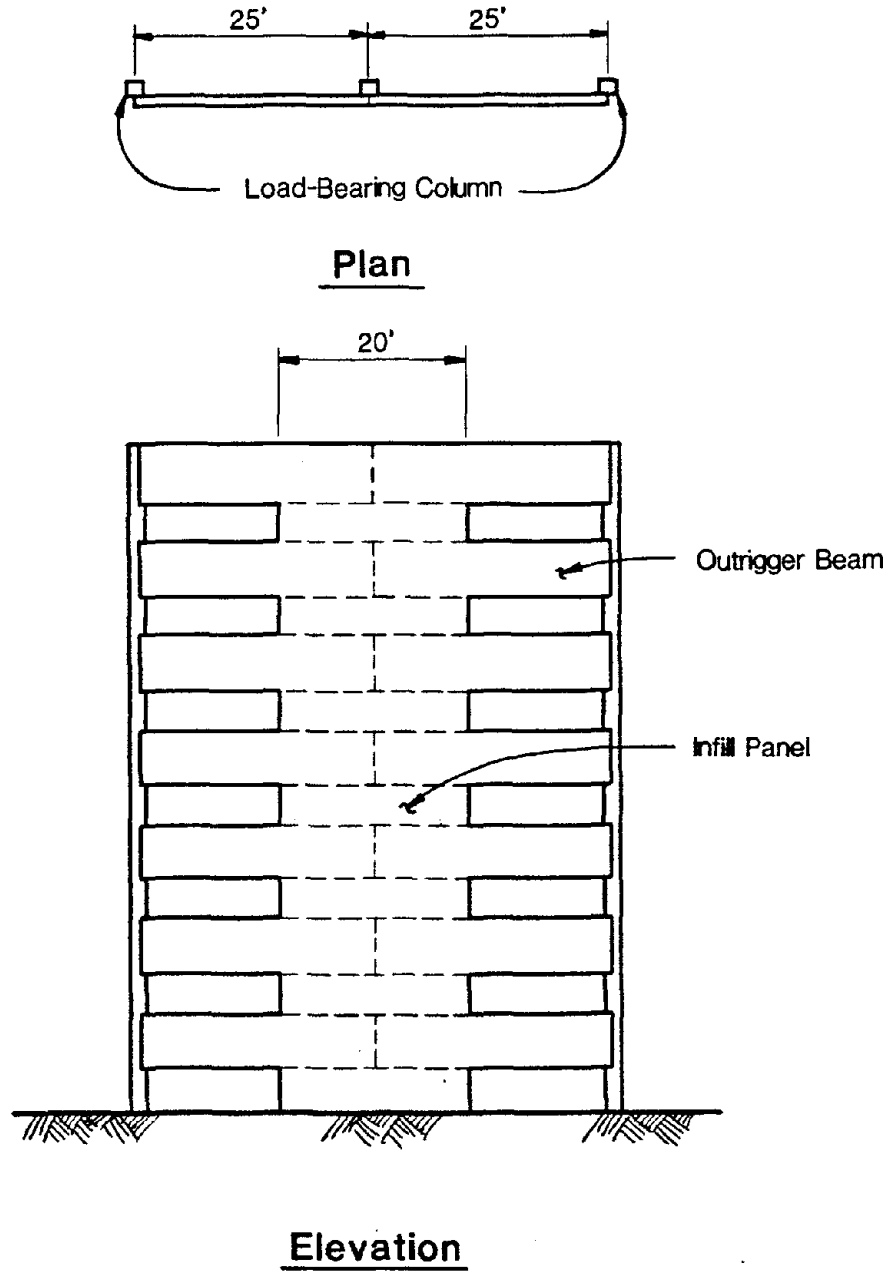 25' 25'
Load-Bearing Column
Plan
20'
Outrigger Beam
Infill Panel
Elevation